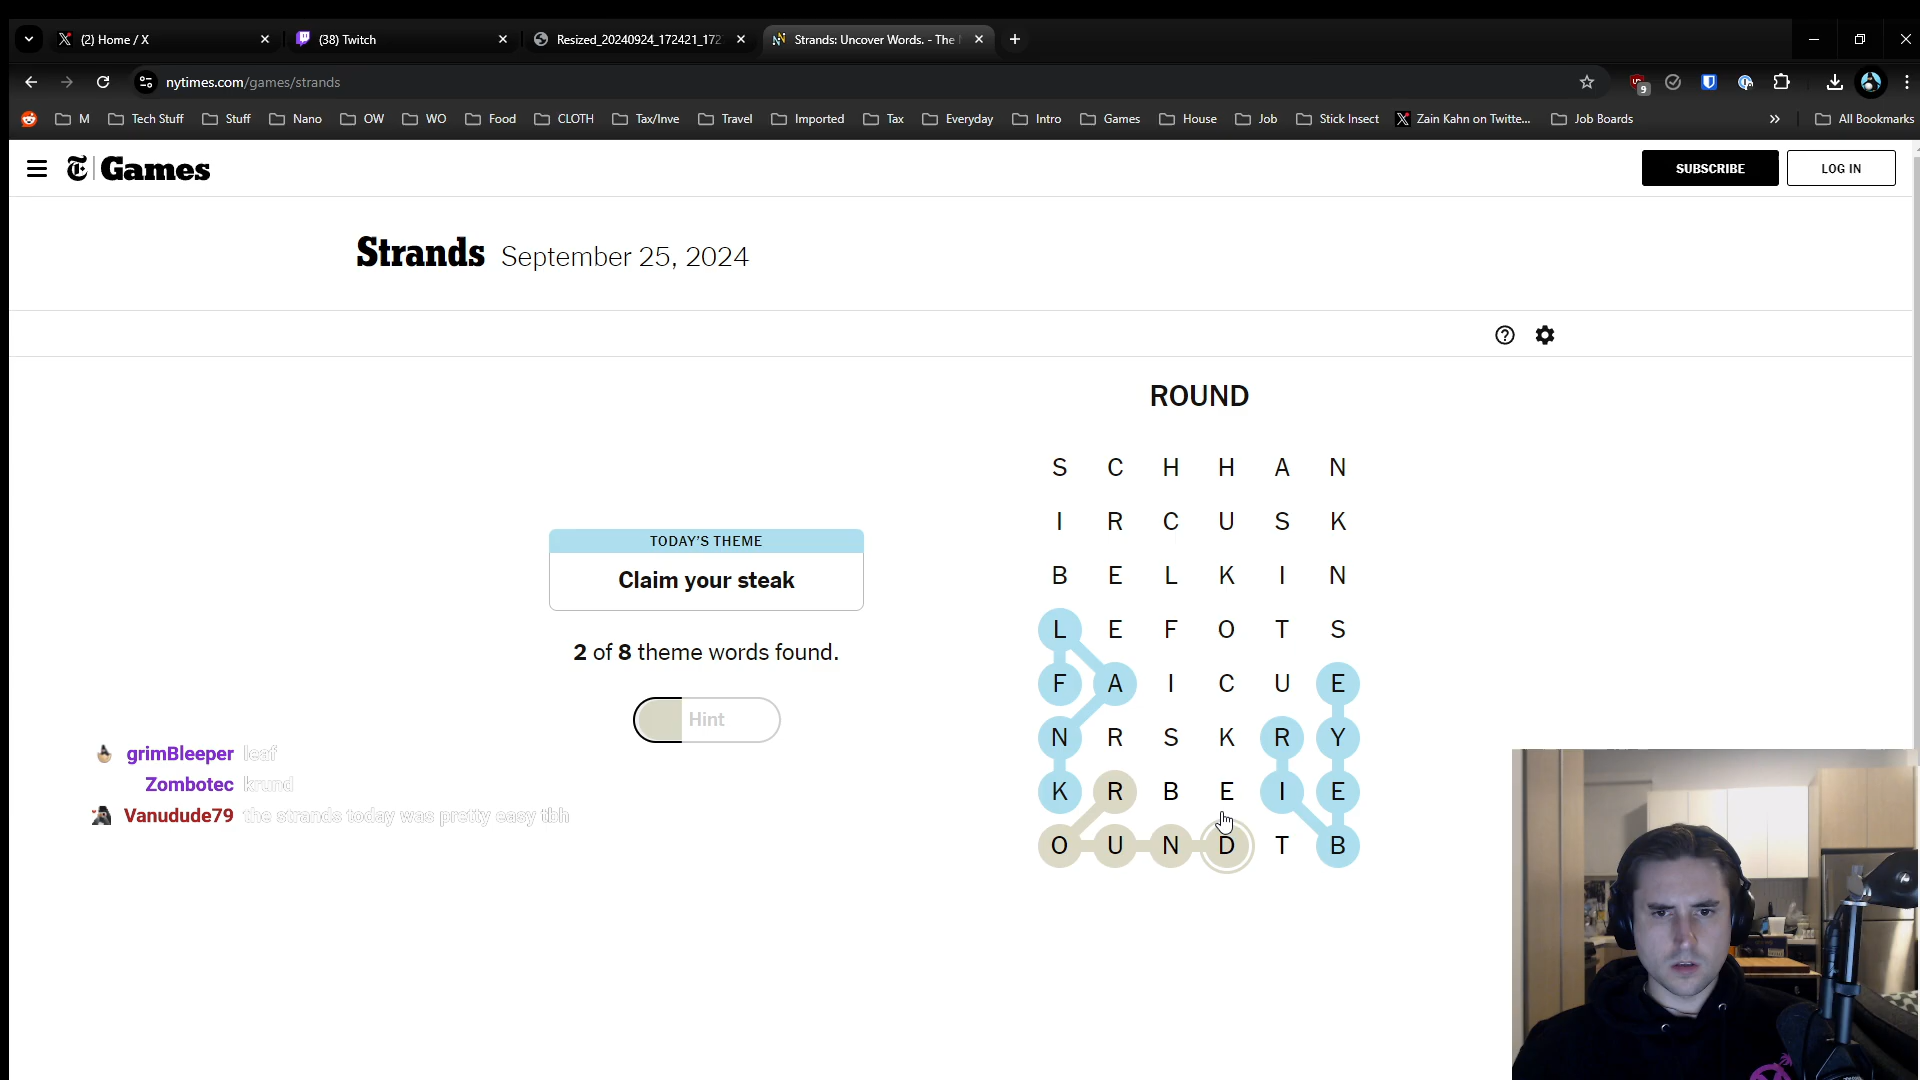 (2) Home / X
(38) Twitch
Resized_20240924_172421_172
Strands: Uncover Words. - The
nytimes.com/games/strands
9
M
Tech Stuff
Stuff
Nano
OW
WO
Food
CLOTH
Tax/Inve
Travel
Imported
Tax
Everyday
Intro
Games
House
Job
Stick Insect
Zain Kahn on Twitte...
Job Boards
»
All Bookmarks
T Games
SUBSCRIBE
LOG IN
Strands September 25, 2024
ROUND
S C H H A N
I R C U S K
B E L K I N
L E F O T S
F A I C U E
N R S K R Y
K R B E I E
O U N D T B
TODAY'S THEME
Claim your steak
2 of 8 theme words found.
Hint
grimBleeper leaf
Zombotec krund
Vanudude79 the strands today was pretty easy tbh